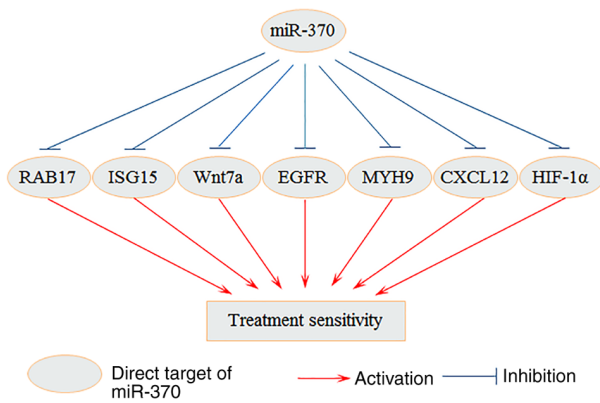 miR-370
RAB17 ISG15 Wnt7a EGFR MYH9 CXCL12 HIF-1α
Treatment sensitivity
Direct target of
miR-370
Activation
Inhibition